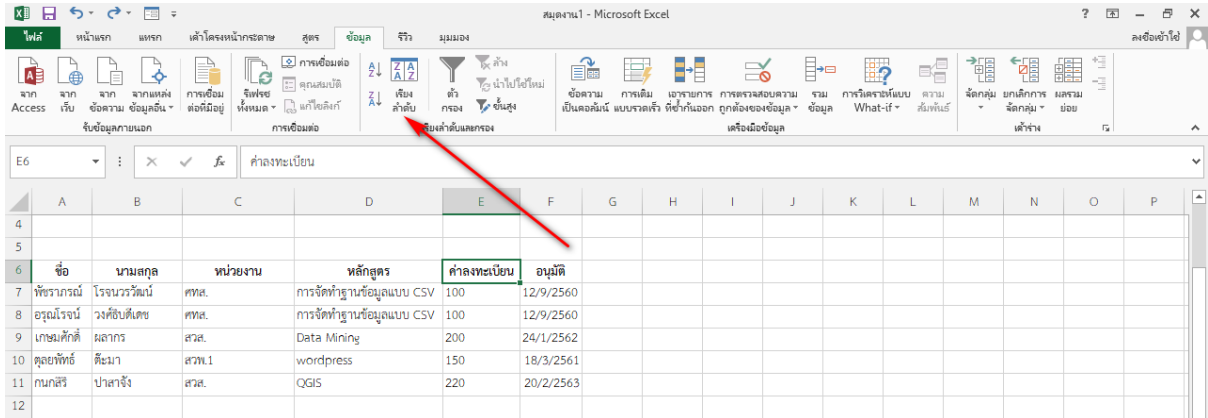 สมุดงาน1 - Microsoft Excel
ไฟล์ หน้าแรก แทรก เค้าโครงหน้ากระดาษ สูตร ข้อมูล รีวิว มุมมอง ลงชื่อเข้าใช้
จาก Access
จาก เว็บ
จาก ข้อความ
จากแหล่ง ข้อมูลอื่น
การเชื่อม ต่อที่มีอยู่
รีเฟรช ทั้งหมด
การเชื่อมต่อ
คุณสมบัติ
แก้ไขลิงก์
เรียง ลำดับ
ตัว กรอง
ล้าง
นำไปใช้ใหม่
ขั้นสูง
ข้อความ เป็นคอลัมน์
การเติม แบบรวดเร็ว
เอารายการ ที่ซ้ำกันออก
การตรวจสอบความ ถูกต้องของข้อมูล
รวม ข้อมูล
การวิเคราะห์แบบ What-if
ความ สัมพันธ์
จัดกลุ่ม
ยกเลิกการ จัดกลุ่ม
ผลรวม ย่อย
รับข้อมูลภายนอก การเชื่อมต่อ เรียงลำดับและกรอง เครื่องมือข้อมูล เค้าร่าง
E6 fx ค่าลงทะเบียน
A B C D E F G H I J K L M N O P
4
5
6 ชื่อ นามสกุล หน่วยงาน หลักสูตร ค่าลงทะเบียน อนุมัติ
7 พัชราภรณ์ โรจนวรวัฒน์ ศทส. การจัดทำฐานข้อมูลแบบ CSV 100 12/9/2560
8 อรุณโรจน์ วงศ์ธิบดีเดช ศทส. การจัดทำฐานข้อมูลแบบ CSV 100 12/9/2560
9 เกษมศักดิ์ ผลากร สวส. Data Mining 200 24/1/2562
10 ตุลยพัทธ์ ต๊ะมา สวพ.1 wordpress 150 18/3/2561
11 กนกสิริ ปาสาจัง สวส. QGIS 220 20/2/2563
12